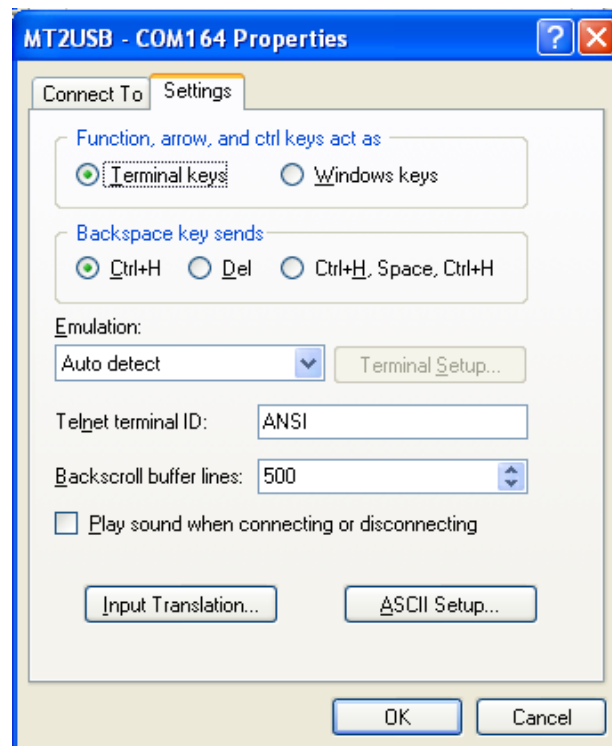 MT2USB - COM164 Properties
Connect To Settings
Function, arrow, and ctrl keys act as
Terminal keys Windows keys
Backspace key sends
Ctrl+H Del Ctrl+H, Space, Ctrl+H
Emulation:
Auto detect Terminal Setup...
Telnet terminal ID: ANSI
Backscroll buffer lines: 500
Play sound when connecting or disconnecting
Input Translation... ASCII Setup...
OK Cancel